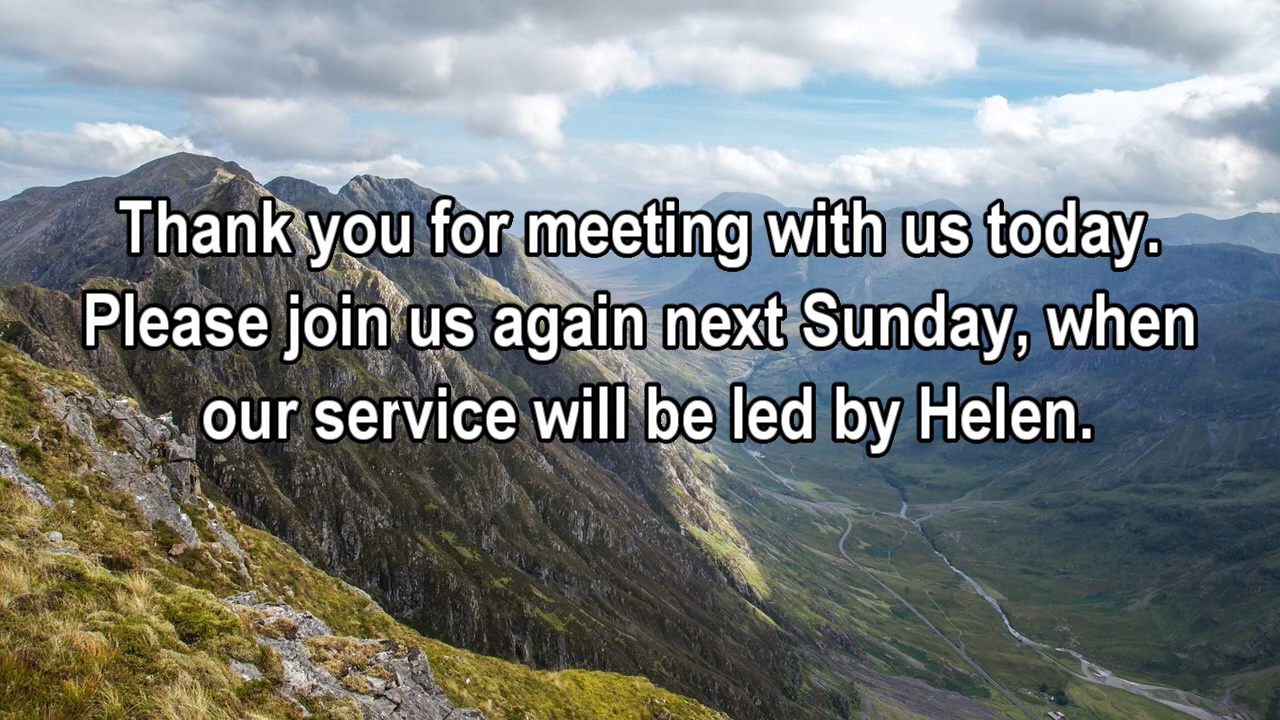 Thank you for meeting with us today.
Please join us again next Sunday, when
our service will be led by Helen.